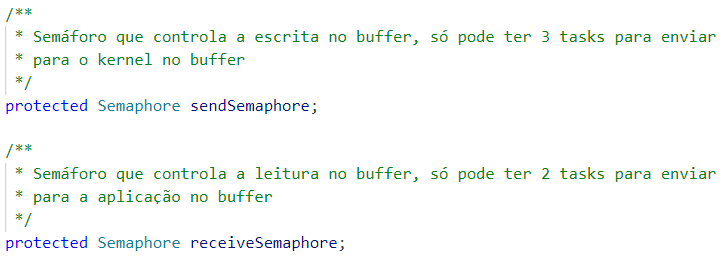 /**
* Semáforo que controla a escrita no buffer, só pode ter 3 tasks para enviar
* para o kernel no buffer
*/
protected Semaphore sendSemaphore;
/**
* Semáforo que controla a leitura no buffer, só pode ter 2 tasks para enviar
* para a aplicação no buffer
*/
protected Semaphore receiveSemaphore;